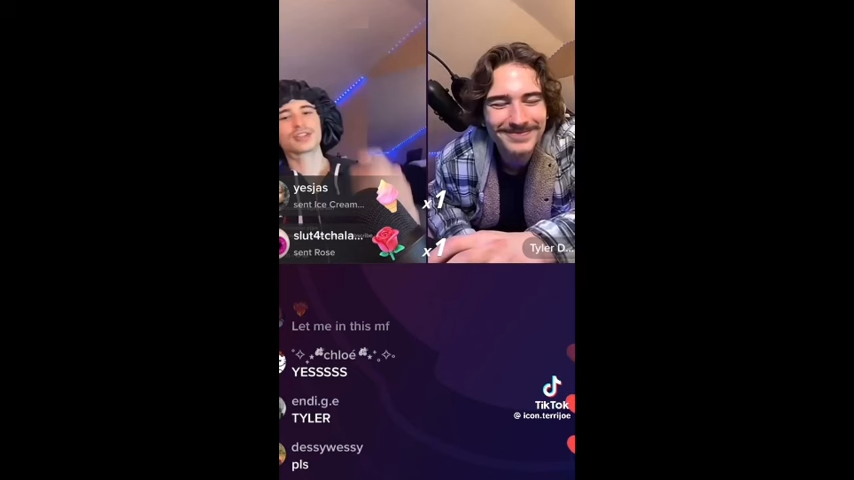 yesjas
sent Ice Cream...
x1
slut4tchala...
sent Rose
x1
Tyler D...
Let me in this mf
chloé
YESSSSS
endi.g.e
TYLER
dessywessy
pls
TikTok
@ icon.terrijoe